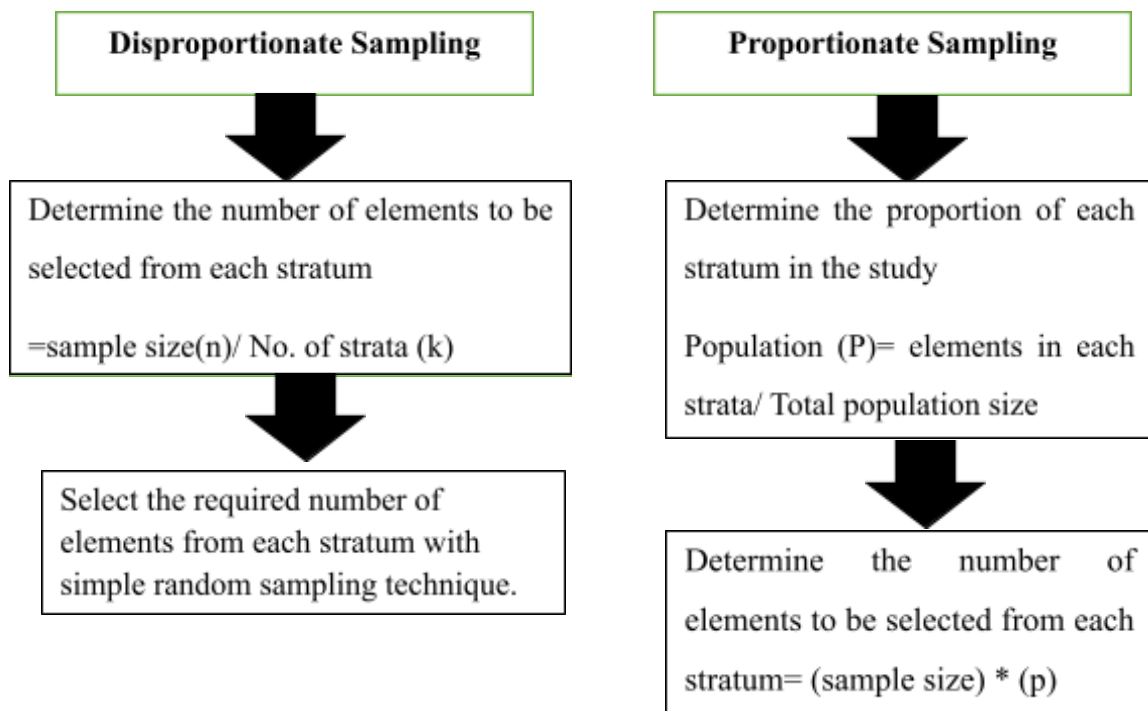 Disproportionate Sampling
Determine the number of elements to be
selected from each stratum
=sample size(n)/ No. of strata (k)
Select the required number of
elements from each stratum with
simple random sampling technique.
Proportionate Sampling
Determine the proportion of each
stratum in the study
Population (P)= elements in each
strata/ Total population size
Determine the number of
elements to be selected from each
stratum= (sample size) * (p)